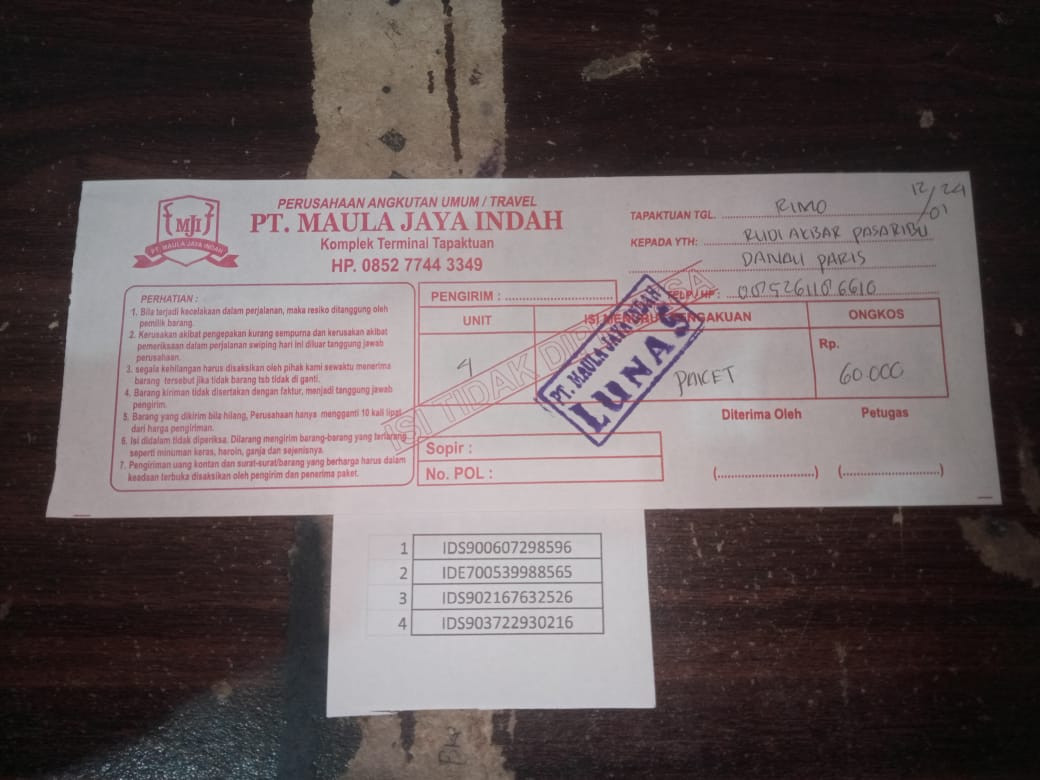 MJI
PT. MAULA JAYA INDAH
PERUSAHAAN ANGKUTAN UMUM / TRAVEL
PT. MAULA JAYA INDAH
Komplek Terminal Tapaktuan
HP. 0852 7744 3349
12/24
/01
TAPAKTUAN TGL. RIMO
KEPADA YTH: RUDI AKBAR PASARIBU
DANAU PARIS
TELP / HP :
PERHATIAN :
1. Bila terjadi kecelakaan dalam perjalanan, maka resiko ditanggung oleh
pemilik barang.
2. Kerusakan akibat pengepakan kurang sempurna dan kerusakan akibat
pemeriksaan dalam perjalanan swiping hari ini diluar tanggung jawab
perusahaan.
3. segala kehilangan harus disaksikan oleh pihak kami sewaktu menerima
barang tersebut jika tidak barang tsb tidak di ganti.
4. Barang kiriman tidak disertakan dengan faktur, menjadi tanggung jawab
pengirim.
5. Barang yang dikirim bila hilang, Perusahaan hanya mengganti 10 kali lipat
dari harga pengiriman.
6. Isi didalam tidak diperiksa. Dilarang mengirim barang-barang yang terlarang
seperti minuman keras, haroin, ganja dan sejenisnya.
7. Pengiriman uang kontan dan surat-surat/barang yang berharga harus dalam
keadaan terbuka disaksikan oleh pengirim dan penerima paket.
PENGIRIM :
UNIT
ISI MENURUT PENGAKUAN
ONGKOS
4
PAKET
Rp.
60.000
ISI TIDAK DIPERIKSA
PT. MAULA JAYA INDAH
LUNAS
Sopir :
No. POL :
Diterima Oleh
Petugas
(....................) (....................)
1 IDS900607298596
2 IDE700539988565
3 IDS902167632526
4 IDS903722930216